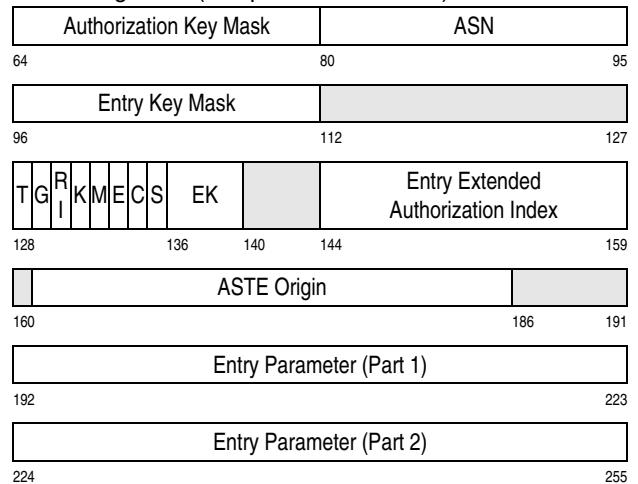 Authorization Key Mask ASN
64 80 95
Entry Key Mask
96 112 127
T G R I K M E C S EK Entry Extended
Authorization Index
128 136 140 144 159
ASTE Origin
160 186 191
Entry Parameter (Part 1)
192 223
Entry Parameter (Part 2)
224 255